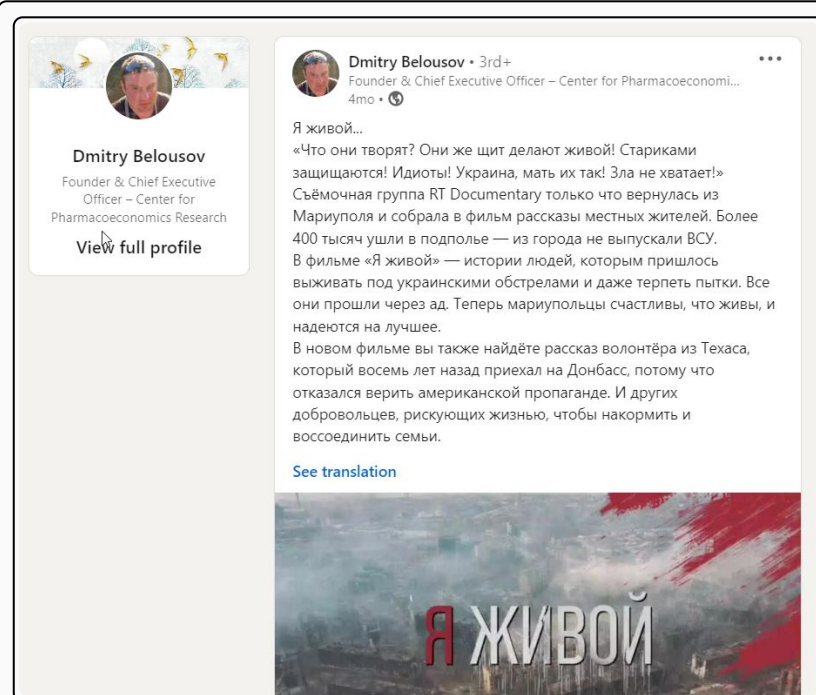 Dmitry Belousov
Founder & Chief Executive
Officer – Center for
Pharmacoeconomics Research
View full profile
Dmitry Belousov • 3rd+
Founder & Chief Executive Officer – Center for Pharmacoeconomi...
4mo •
Я живой...
«Что они творят? Они же щит делают живой! Стариками
защищаются! Идиоты! Украина, мать их так! Зла не хватает!»
Съёмочная группа RT Documentary только что вернулась из
Мариуполя и собрала в фильм рассказы местных жителей. Более
400 тысяч ушли в подполье — из города не выпускали ВСУ.
В фильме «Я живой» — истории людей, которым пришлось
выживать под украинскими обстрелами и даже терпеть пытки. Все
они прошли через ад. Теперь мариупольцы счастливы, что живы, и
надеются на лучшее.
В новом фильме вы также найдёте рассказ волонтёра из Техаса,
который восемь лет назад приехал на Донбасс, потому что
отказался верить американской пропаганде. И других
добровольцев, рискующих жизнью, чтобы накормить и
воссоединить семьи.
See translation
Я ЖИВОЙ